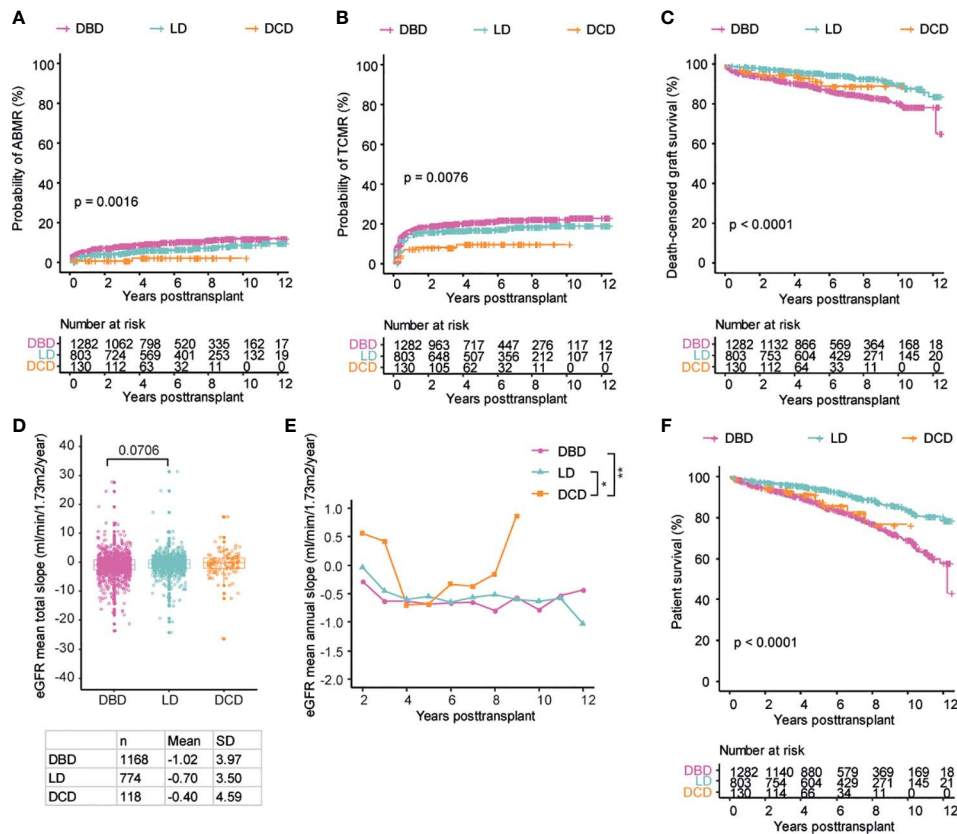 A
DBD LD DCD
Probability of ABMR (%)
100
80
60
40
20
0
p = 0.0016
0 2 4 6 8 10 12
Years posttransplant
Number at risk
DBD 1282 1062 798 520 335 162 17
LD 803 724 569 401 253 132 19
DCD 130 112 63 32 11 0 0
0 2 4 6 8 10 12
Years posttransplant
B
DBD LD DCD
Probability of TCMR (%)
100
80
60
40
20
0
p = 0.0076
0 2 4 6 8 10 12
Years posttransplant
Number at risk
DBD 1282 963 717 447 276 117 12
LD 803 648 507 356 212 107 17
DCD 130 105 62 32 11 0 0
0 2 4 6 8 10 12
Years posttransplant
C
DBD LD DCD
Death-censored graft survival (%)
100
80
60
40
20
0
p < 0.0001
0 2 4 6 8 10 12
Years posttransplant
Number at risk
DBD 1282 1132 866 569 364 168 18
LD 803 753 604 429 271 145 20
DCD 130 112 64 33 11 0 0
0 2 4 6 8 10 12
Years posttransplant
D
eGFR mean total slope (ml/min/1.73m2/year)
40
30
20
10
0
-10
-20
-30
-40
0.0706
DBD LD DCD
n Mean SD
DBD 1168 -1.02 3.97
LD 774 -0.70 3.50
DCD 118 -0.40 4.59
E
DBD
LD
DCD
*
**
eGFR mean annual slope (ml/min/1.73m2/year)
1.0
0.5
0.0
-0.5
-1.0
-1.5
-2.0
2 4 6 8 10 12
Years posttransplant
F
DBD LD DCD
Patient survival (%)
100
80
60
40
20
0
p < 0.0001
0 2 4 6 8 10 12
Years posttransplant
Number at risk
DBD 1282 1140 880 579 369 169 18
LD 803 754 604 429 271 145 21
DCD 130 114 66 34 11 0 0
0 2 4 6 8 10 12
Years posttransplant